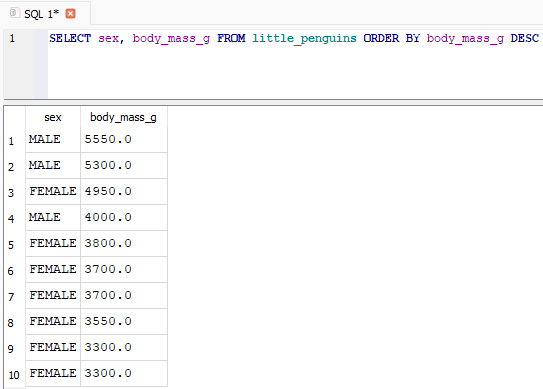 SQL 1*
1 SELECT sex, body_mass_g FROM little_penguins ORDER BY body_mass_g DESC
sex body_mass_g
1 MALE 5550.0
2 MALE 5300.0
3 FEMALE 4950.0
4 MALE 4000.0
5 FEMALE 3800.0
6 FEMALE 3700.0
7 FEMALE 3700.0
8 FEMALE 3550.0
9 FEMALE 3300.0
10 FEMALE 3300.0